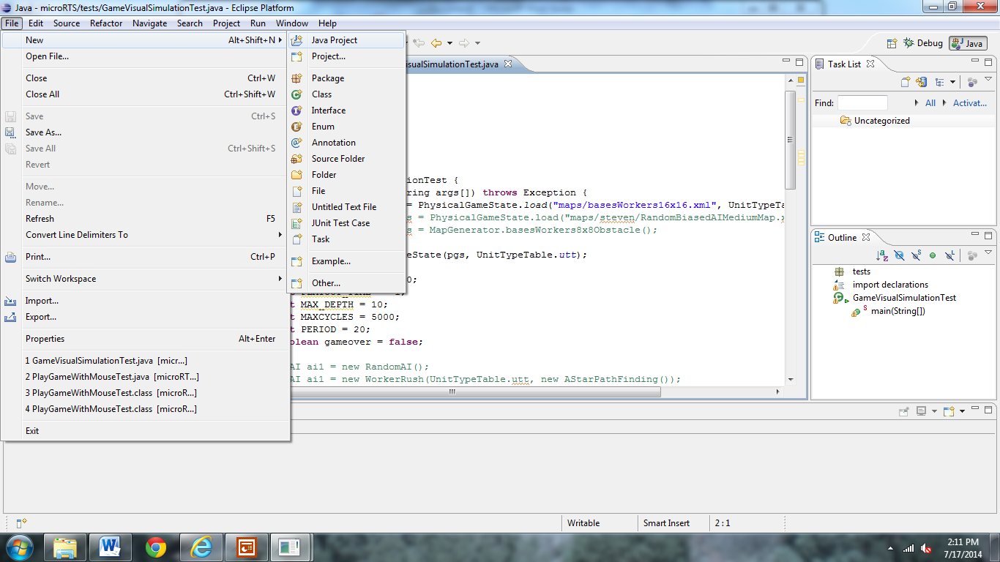 Java - microRTS/tests/GameVisualSimulationTest.java - Eclipse Platform
File Edit Source Refactor Navigate Search Project Run Window Help
New Alt+Shift+N
Open File...
Close Ctrl+W
Close All Ctrl+Shift+W
Save Ctrl+S
Save As...
Save All Ctrl+Shift+S
Revert
Move...
Rename...
Refresh F5
Convert Line Delimiters To
Print... Ctrl+P
Switch Workspace
Import...
Export...
Properties Alt+Enter
1 GameVisualSimulationTest.java [micr...]
2 PlayGameWithMouseTest.java [microRT...]
3 PlayGameWithMouseTest.class [microR...]
4 PlayGameWithMouseTest.class [microR...]
Exit
Java Project
Project...
Package
Class
Interface
Enum
Annotation
Source Folder
Folder
File
Untitled Text File
JUnit Test Case
Task
Example...
Other...
Debug Java
ualSimulationTest.java
ionTest {
ring args[]) throws Exception {
= PhysicalGameState.load("maps/basesWorkers16x16.xml", UnitTypeTa
s = PhysicalGameState.load("maps/steven/RandomBiasedAIMediumMap.x
s = MapGenerator.basesWorkers8x8Obstacle();
eState(pgs, UnitTypeTable.utt);
0;
t MAX_DEPTH = 10;
t MAXCYCLES = 5000;
t PERIOD = 20;
olean gameover = false;
AI ai1 = new RandomAI();
AI ai1 = new WorkerRush(UnitTypeTable.utt, new AStarPathFinding());
Task List
Find: All Activat...
Uncategorized
Outline
tests
import declarations
GameVisualSimulationTest
S main(String[])
Writable Smart Insert 2 : 1
2:11 PM
7/17/2014